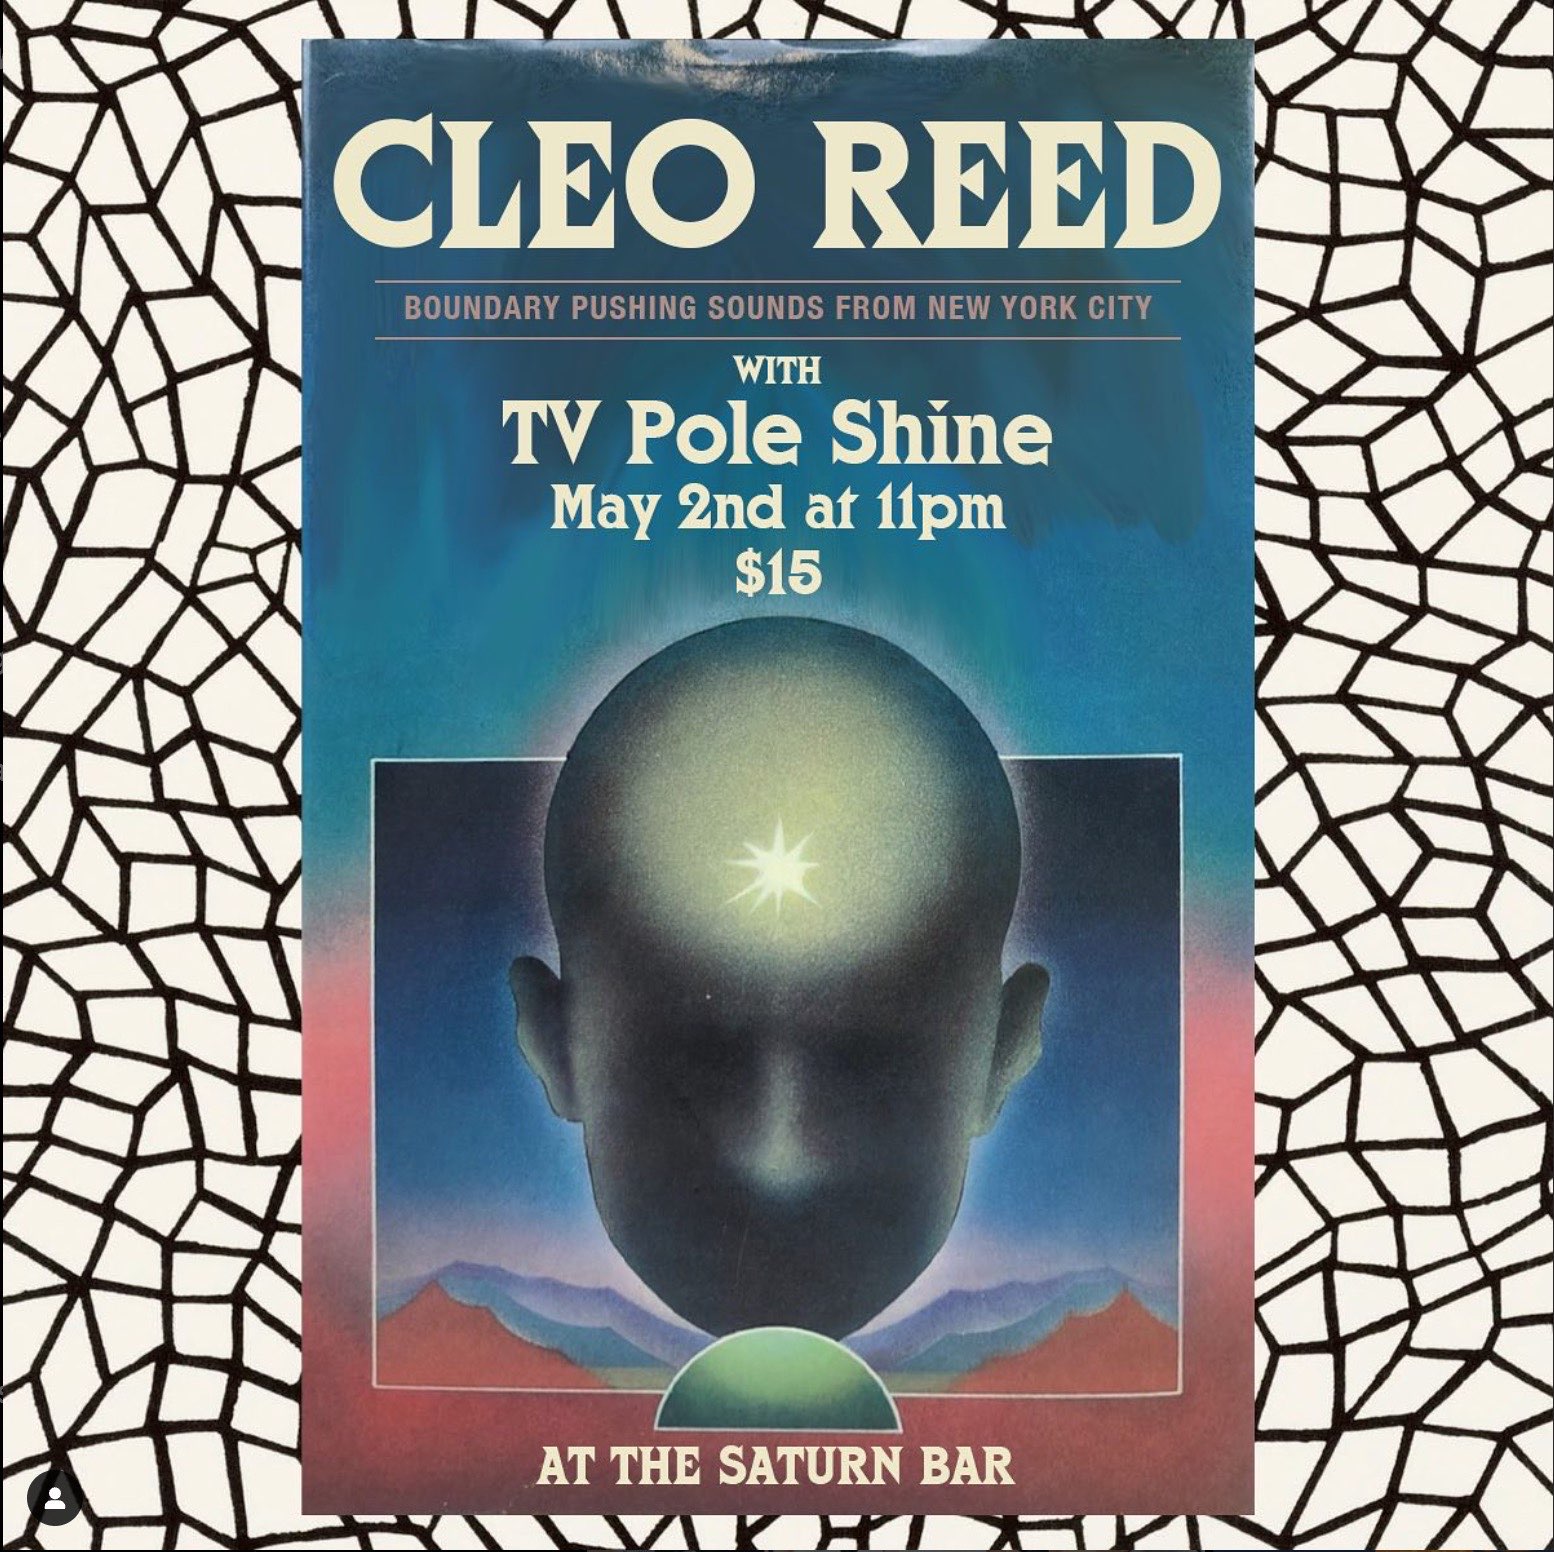 CLEO REED
BOUNDARY PUSHING SOUNDS FROM NEW YORK CITY
WITH
TV Pole Shine
May 2nd at 11pm
$15
AT THE SATURN BAR